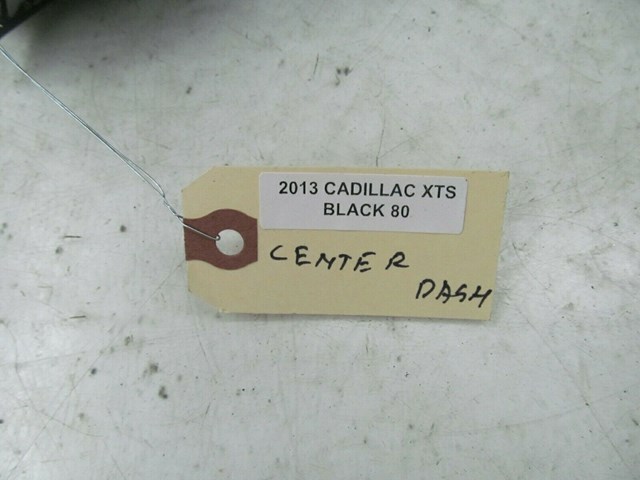 2013 CADILLAC XTS
BLACK 80
CENTER
DASH